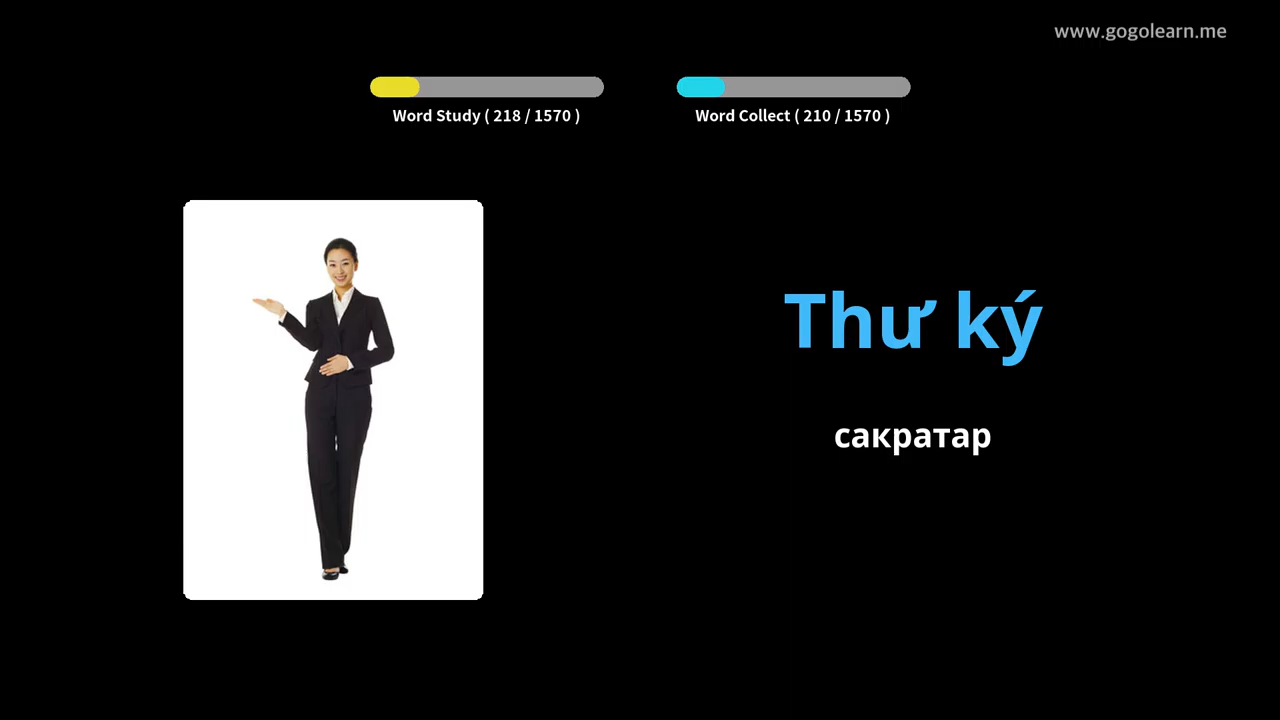 www.gogolearn.me
Word Study ( 218 / 1570 )
Word Collect ( 210 / 1570 )
Thư ký
сакратар